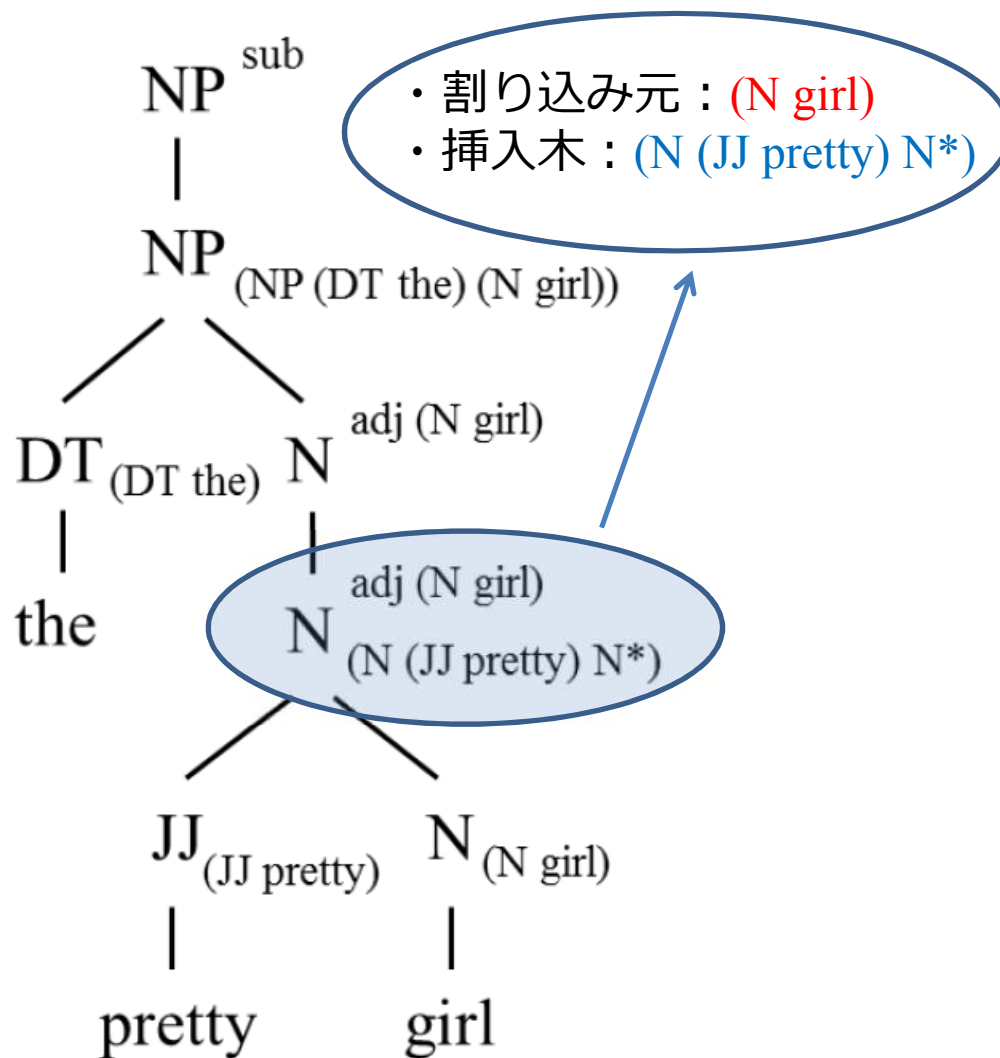 NP sub
・割り込み元：(N girl)
・挿入木：(N (JJ pretty) N*)
NP (NP (DT the) (N girl))
DT (DT the) N adj (N girl)
the N adj (N girl) (N (JJ pretty) N*)
JJ (JJ pretty) N (N girl)
pretty girl